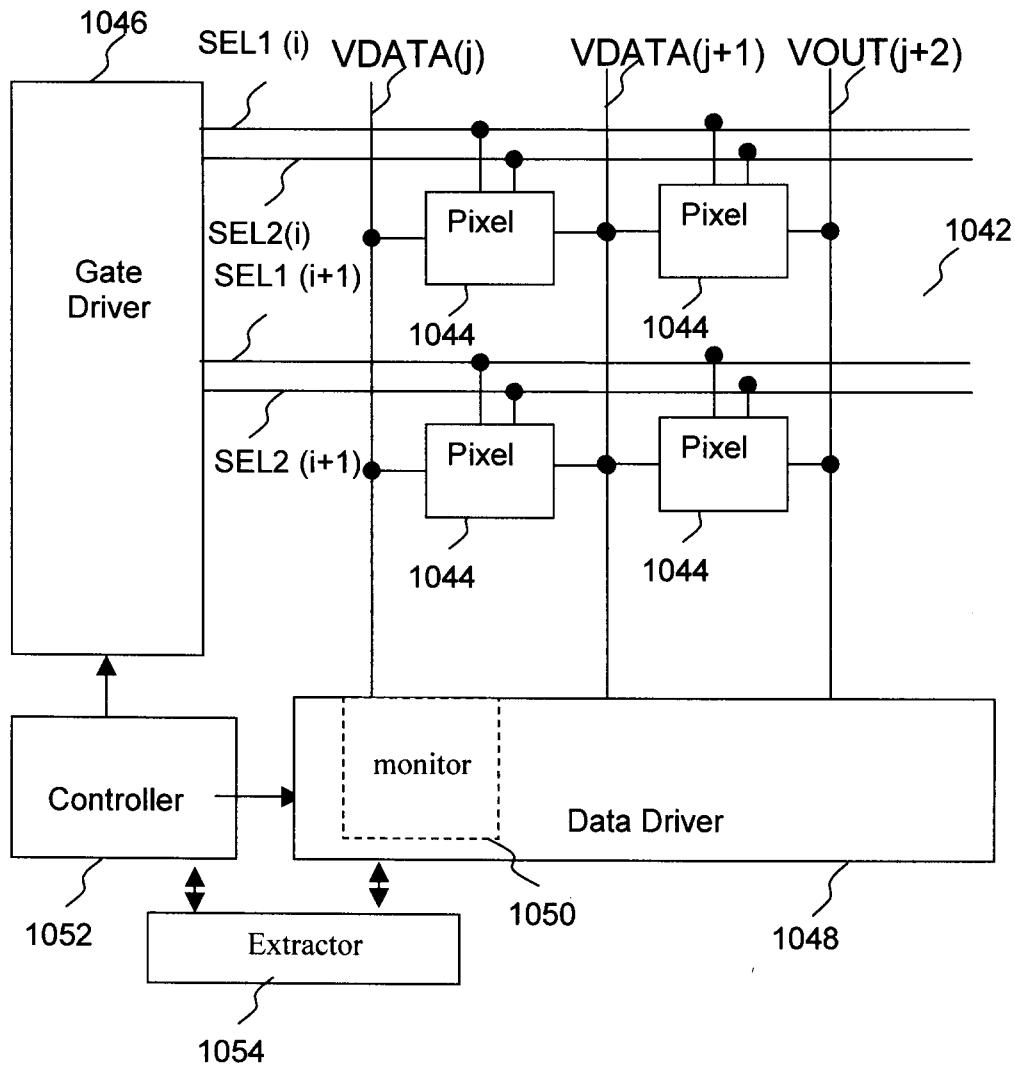 1046
SEL1 (i)
VDATA(j)
VDATA(j+1)
VOUT(j+2)
Pixel
Pixel
SEL2(i)
1042
SEL1 (i+1)
Gate
Driver
1044
1044
Pixel
Pixel
SEL2 (i+1)
1044
1044
monitor
Controller
Data Driver
1050
1052
1048
Extractor
1054